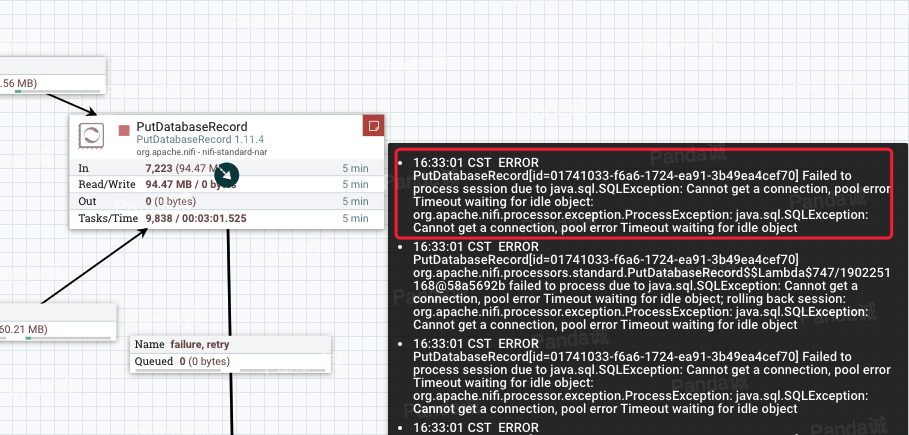 .56 MB)
PutDatabaseRecord
PutDatabaseRecord 1.11.4
org.apache.nifi - nifi-standard-nar
In 7,223 (94.47 M 5 min
Read/Write 94.47 MB / 0 by 5 min
Out 0 (0 bytes) 5 min
Tasks/Time 9,838 / 00:03:01.525 5 min
60.21 MB)
Name failure, retry
Queued 0 (0 bytes)
16:33:01 CST ERROR
PutDatabaseRecord[id=01741033-f6a6-1724-ea91-3b49ea4cef70] Failed to
process session due to java.sql.SQLException: Cannot get a connection, pool error
Timeout waiting for idle object:
org.apache.nifi.processor.exception.ProcessException: java.sql.SQLException:
Cannot get a connection, pool error Timeout waiting for idle object
16:33:01 CST ERROR
PutDatabaseRecord[id=01741033-f6a6-1724-ea91-3b49ea4cef70]
org.apache.nifi.processors.standard.PutDatabaseRecord$$Lambda$747/1902251
168@58a5692b failed to process due to java.sql.SQLException: Cannot get a
connection, pool error Timeout waiting for idle object; rolling back session:
org.apache.nifi.processor.exception.ProcessException: java.sql.SQLException:
Cannot get a connection, pool error Timeout waiting for idle object
16:33:01 CST ERROR
PutDatabaseRecord[id=01741033-f6a6-1724-ea91-3b49ea4cef70] Failed to
process session due to java.sql.SQLException: Cannot get a connection, pool error
Timeout waiting for idle object:
org.apache.nifi.processor.exception.ProcessException: java.sql.SQLException:
Cannot get a connection, pool error Timeout waiting for idle object
16:33:01 CST ERROR
Panda诚